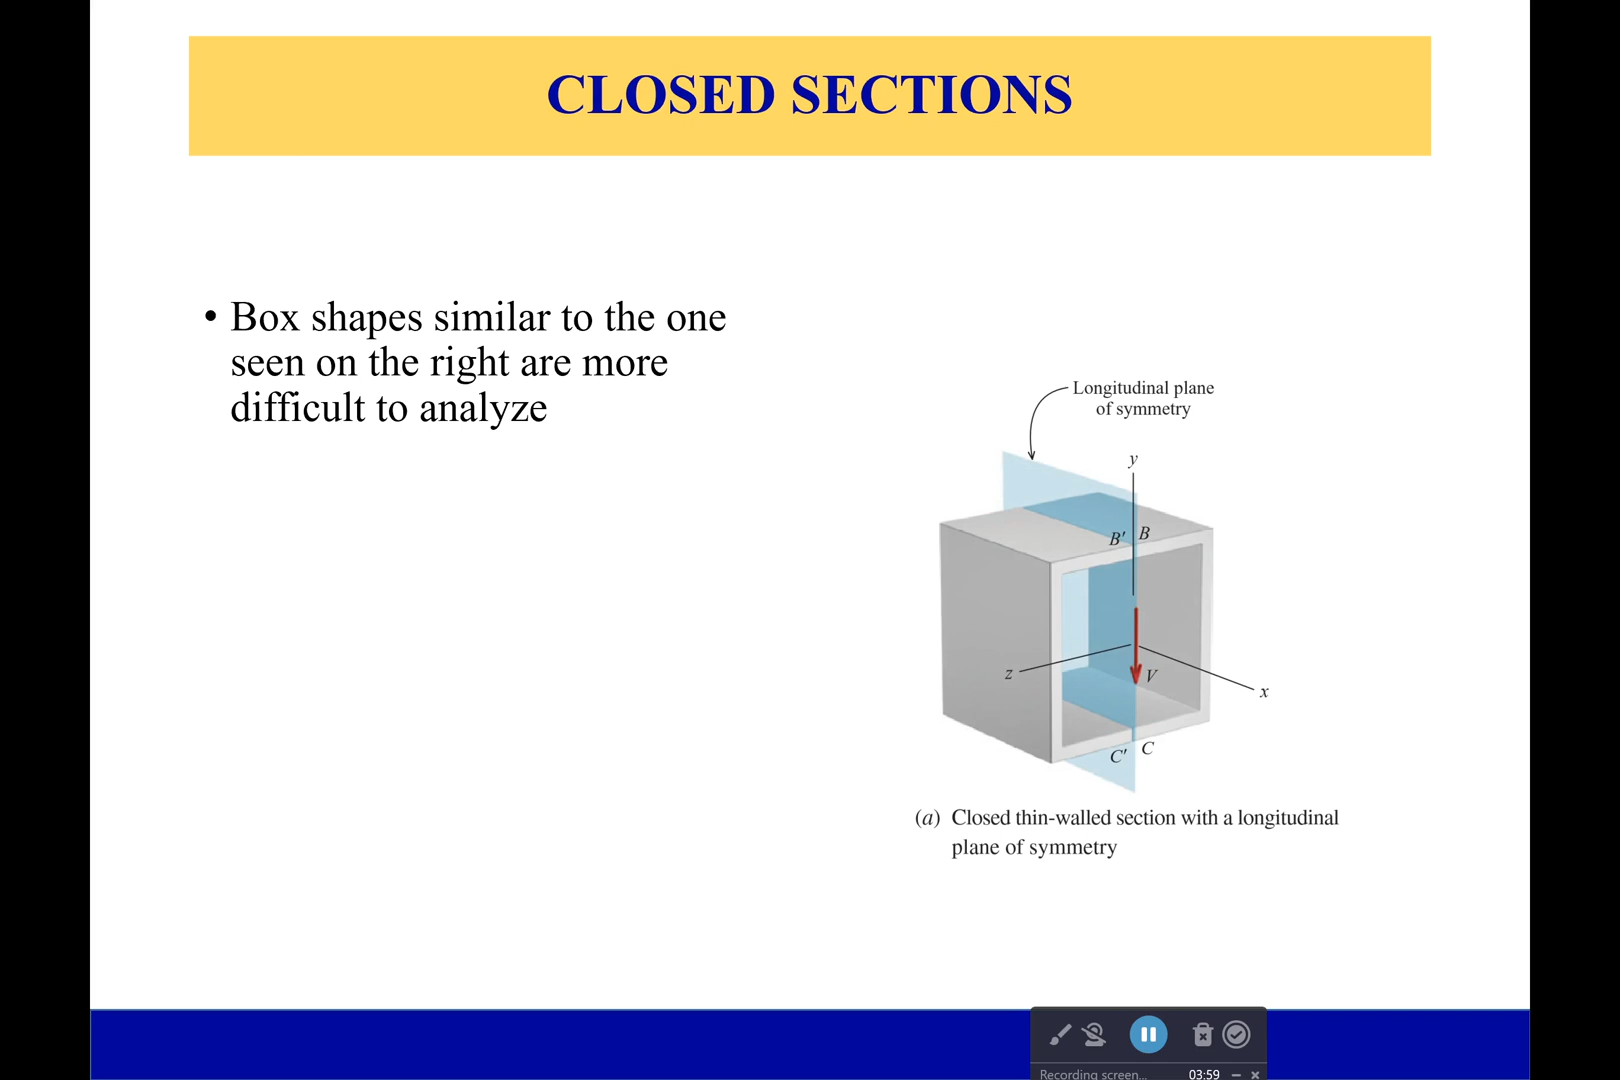 CLOSED SECTIONS
• Box shapes similar to the one
seen on the right are more
difficult to analyze
Longitudinal plane
of symmetry
y
B′ B
z
V
x
C′ C
(a) Closed thin-walled section with a longitudinal
plane of symmetry
Recording screen... 03:59